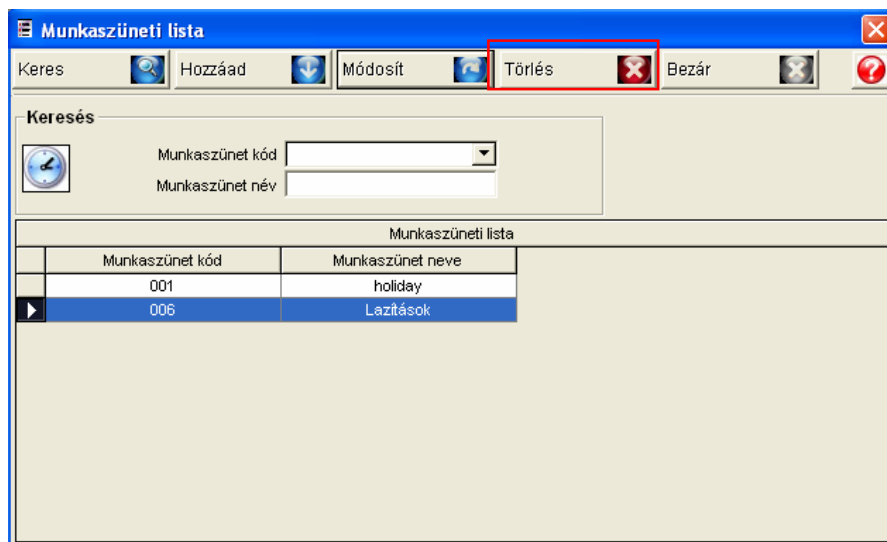 Munkaszüneti lista
Keres Hozzáad Módosít Törlés Bezár
Keresés
Munkaszünet kód
Munkaszünet név
Munkaszüneti lista
Munkaszünet kód Munkaszünet neve
001 holiday
006 Lazítások